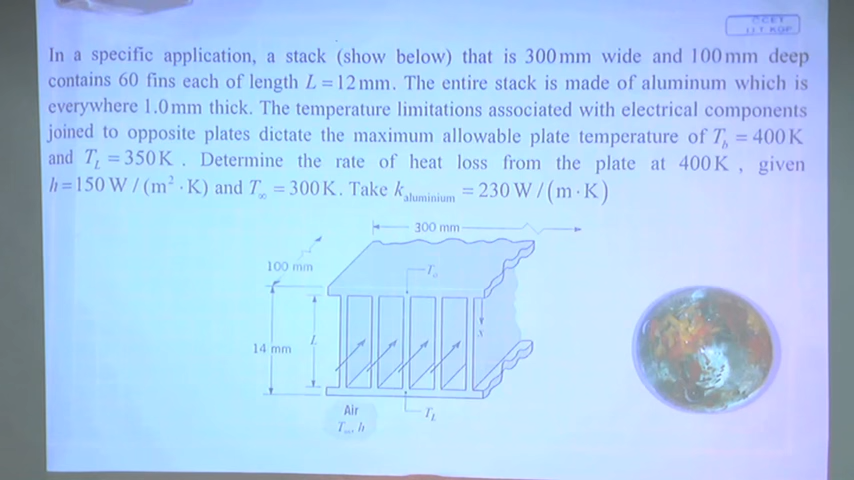 CCET
IIT KGP
In a specific application, a stack (show below) that is 300 mm wide and 100 mm deep
contains 60 fins each of length L = 12 mm. The entire stack is made of aluminum which is
everywhere 1.0 mm thick. The temperature limitations associated with electrical components
joined to opposite plates dictate the maximum allowable plate temperature of T_b = 400 K
and T_L = 350 K . Determine the rate of heat loss from the plate at 400 K , given
h = 150 W / (m² · K) and T_∞ = 300 K. Take k_aluminium = 230 W / (m · K)
300 mm
100 mm
T_o
L
x
14 mm
Air
T_∞, h
T_L